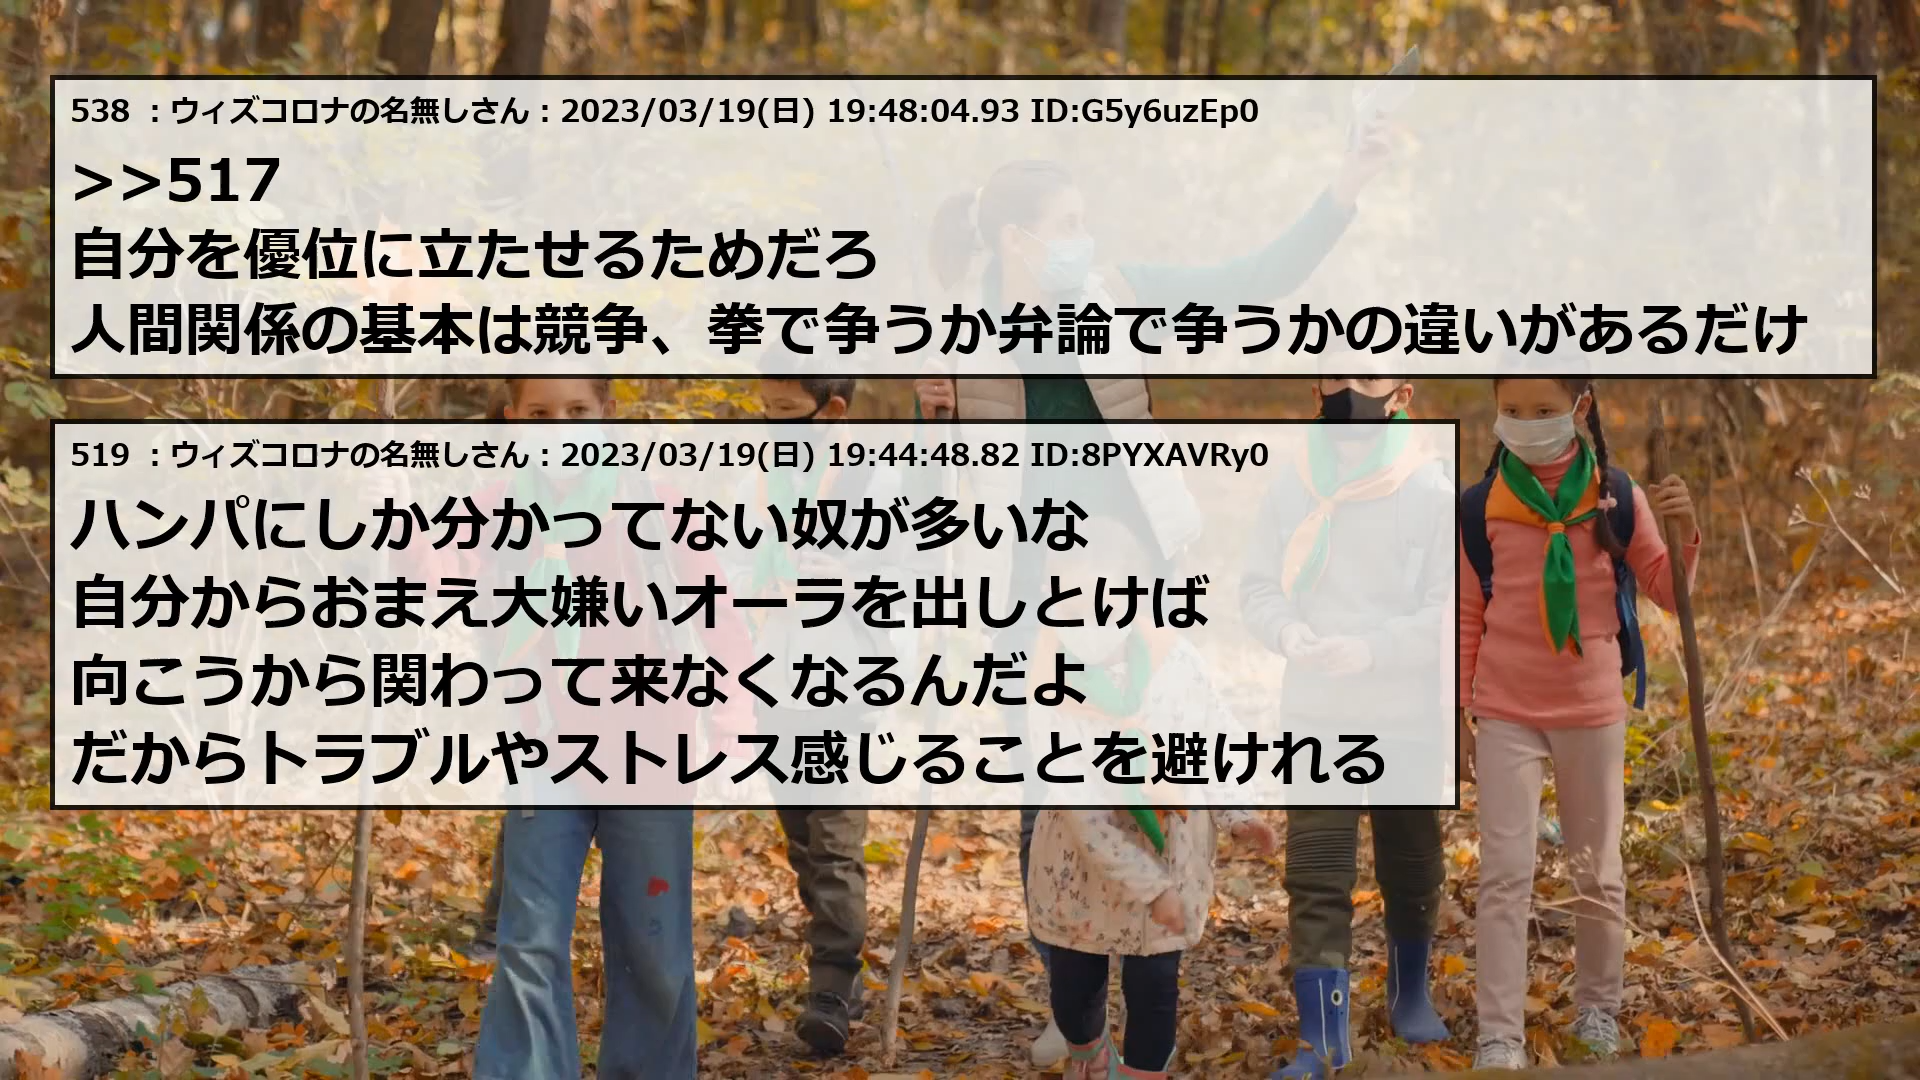 538 ：ウィズコロナの名無しさん：2023/03/19(日) 19:48:04.93 ID:G5y6uzEp0
>>517
自分を優位に立たせるためだろ
人間関係の基本は競争、拳で争うか弁論で争うかの違いがあるだけ
519 ：ウィズコロナの名無しさん：2023/03/19(日) 19:44:48.82 ID:8PYXAVRy0
ハンパにしか分かってない奴が多いな
自分からおまえ大嫌いオーラを出しとけば
向こうから関わって来なくなるんだよ
だからトラブルやストレス感じることを避けれる